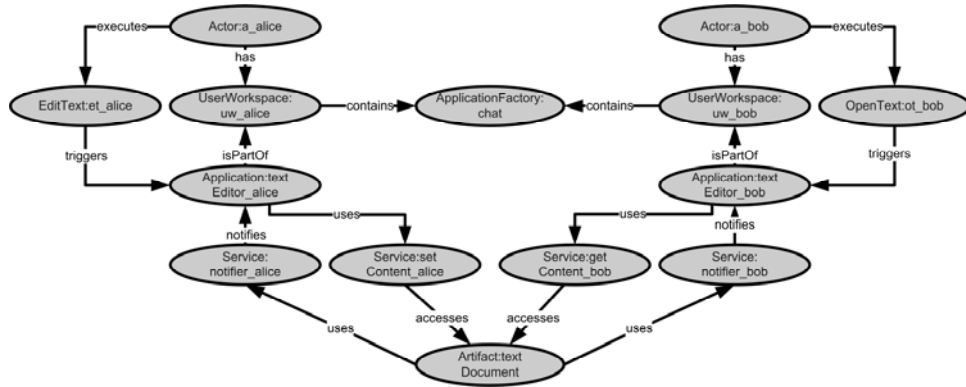 executes
Actor:a_alice
Actor:a_bob
executes
has
has
EditText:et_alice
UserWorkspace:
uw_alice
contains
ApplicationFactory:
chat
contains
UserWorkspace:
uw_bob
OpenText:ot_bob
triggers
isPartOf
isPartOf
triggers
Application:text
Editor_alice
Application:text
Editor_bob
uses
uses
notifies
notifies
Service:
notifier_alice
Service:set
Content_alice
Service:get
Content_bob
Service:
notifier_bob
accesses
accesses
uses
uses
Artifact:text
Document